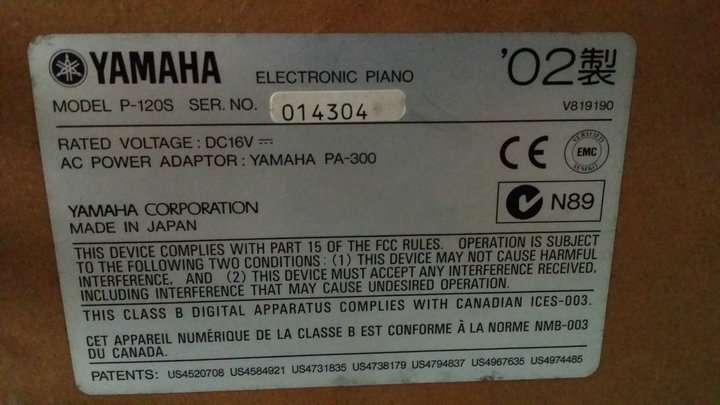 YAMAHA ELECTRONIC PIANO '02製
MODEL P-120S SER. NO. 014304 V819190
RATED VOLTAGE : DC16V ⎓
AC POWER ADAPTOR : YAMAHA PA-300
CE EMC
N89
YAMAHA CORPORATION
MADE IN JAPAN
THIS DEVICE COMPLIES WITH PART 15 OF THE FCC RULES. OPERATION IS SUBJECT
TO THE FOLLOWING TWO CONDITIONS : (1) THIS DEVICE MAY NOT CAUSE HARMFUL
INTERFERENCE, AND (2) THIS DEVICE MUST ACCEPT ANY INTERFERENCE RECEIVED,
INCLUDING INTERFERENCE THAT MAY CAUSE UNDESIRED OPERATION.
THIS CLASS B DIGITAL APPARATUS COMPLIES WITH CANADIAN ICES-003.
CET APPAREIL NUMÉRIQUE DE LA CLASSE B EST CONFORME À LA NORME NMB-003
DU CANADA.
PATENTS: US4520708 US4584921 US4731835 US4738179 US4794837 US4967635 US4974485